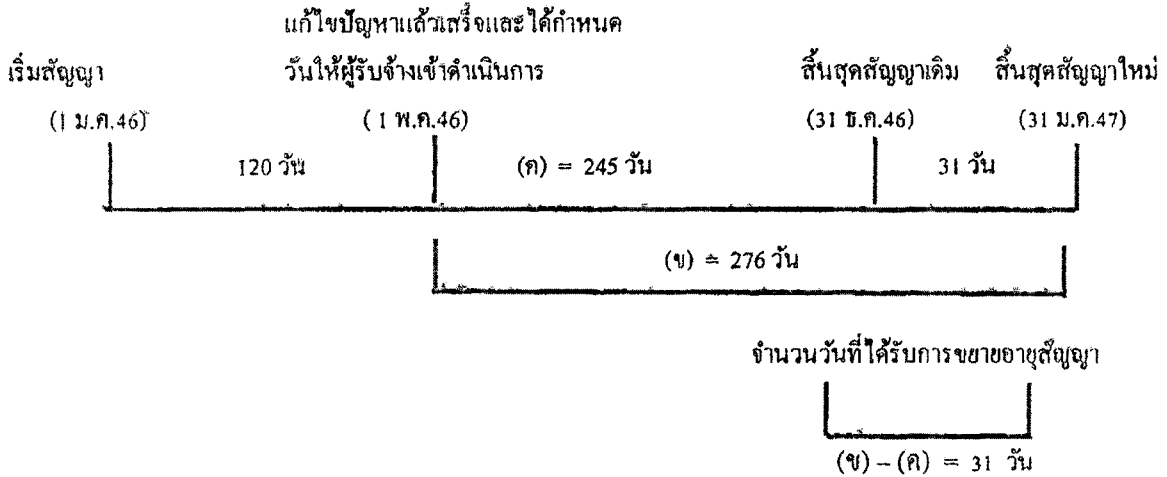 แก้ไขปัญหาแล้วเสร็จและได้กำหนด
เริ่มสัญญา วันให้ผู้รับจ้างเข้าดำเนินการ สิ้นสุดสัญญาเดิม สิ้นสุดสัญญาใหม่
(1 ม.ค.46) (1 พ.ค.46) (31 ธ.ค.46) (31 ม.ค.47)
120 วัน (ค) = 245 วัน 31 วัน
(ข) = 276 วัน
จำนวนวันที่ได้รับการขยายอายุสัญญา
(ข) – (ค) = 31 วัน